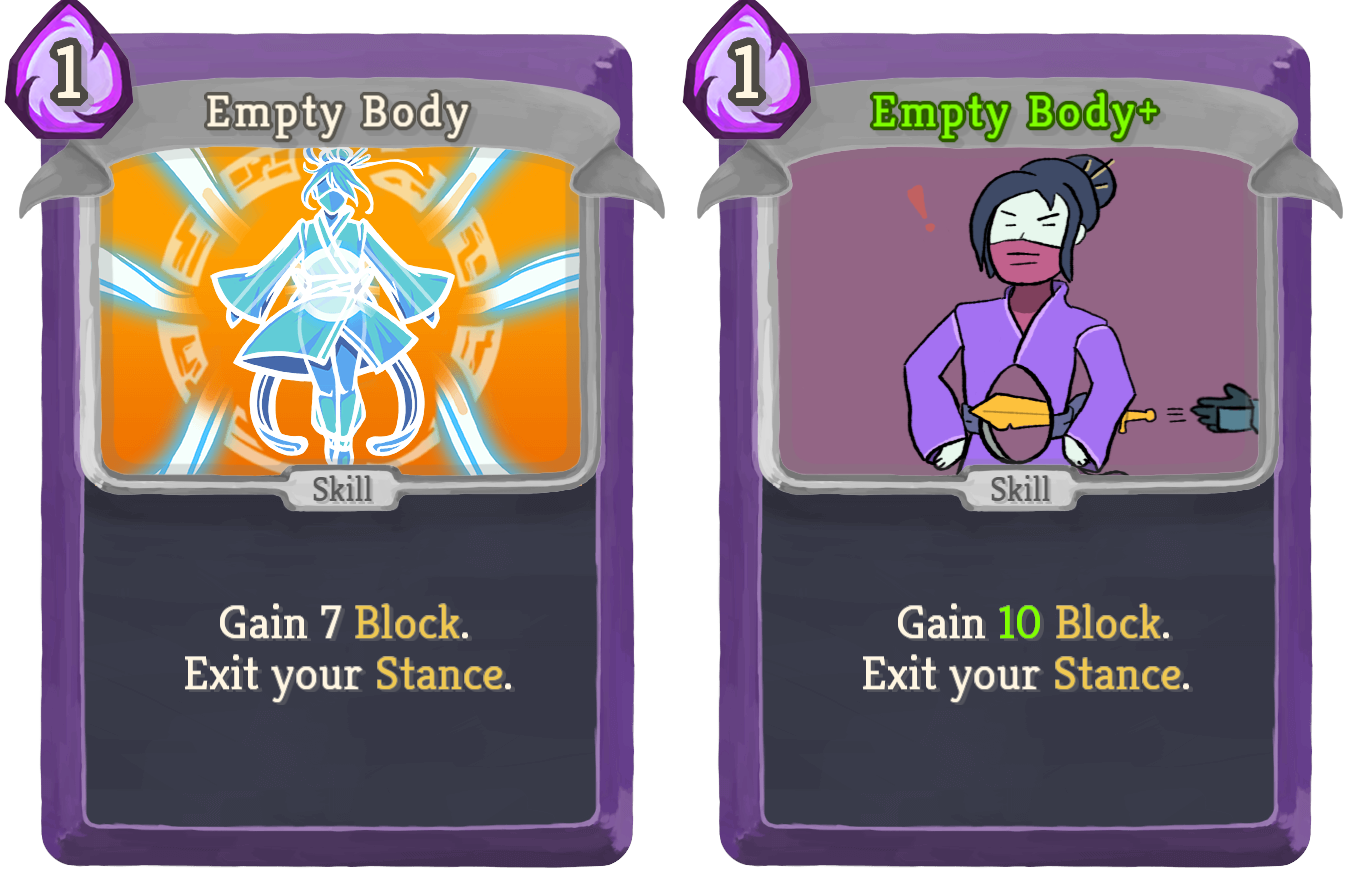 1
Empty Body
Skill
Gain 7 Block.
Exit your Stance.
1
Empty Body+
!
Skill
Gain 10 Block.
Exit your Stance.